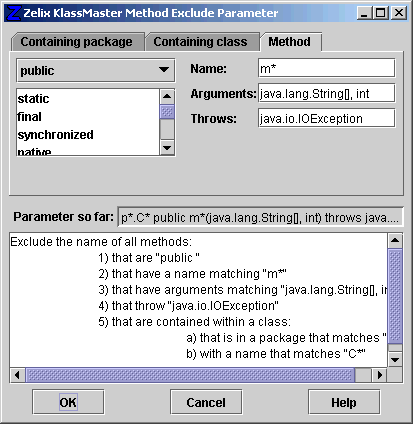 Zelix KlassMaster Method Exclude Parameter
Containing package Containing class Method
public
static
final
synchronized
native
Name: m*
Arguments: java.lang.String[], int
Throws: java.io.IOException
Parameter so far: p*.C* public m*(java.lang.String[], int) throws java....
Exclude the name of all methods:
1) that are "public "
2) that have a name matching "m*"
3) that have arguments matching "java.lang.String[], in
4) that throw "java.io.IOException"
5) that are contained within a class:
a) that is in a package that matches "
b) with a name that matches "C*"
OK Cancel Help